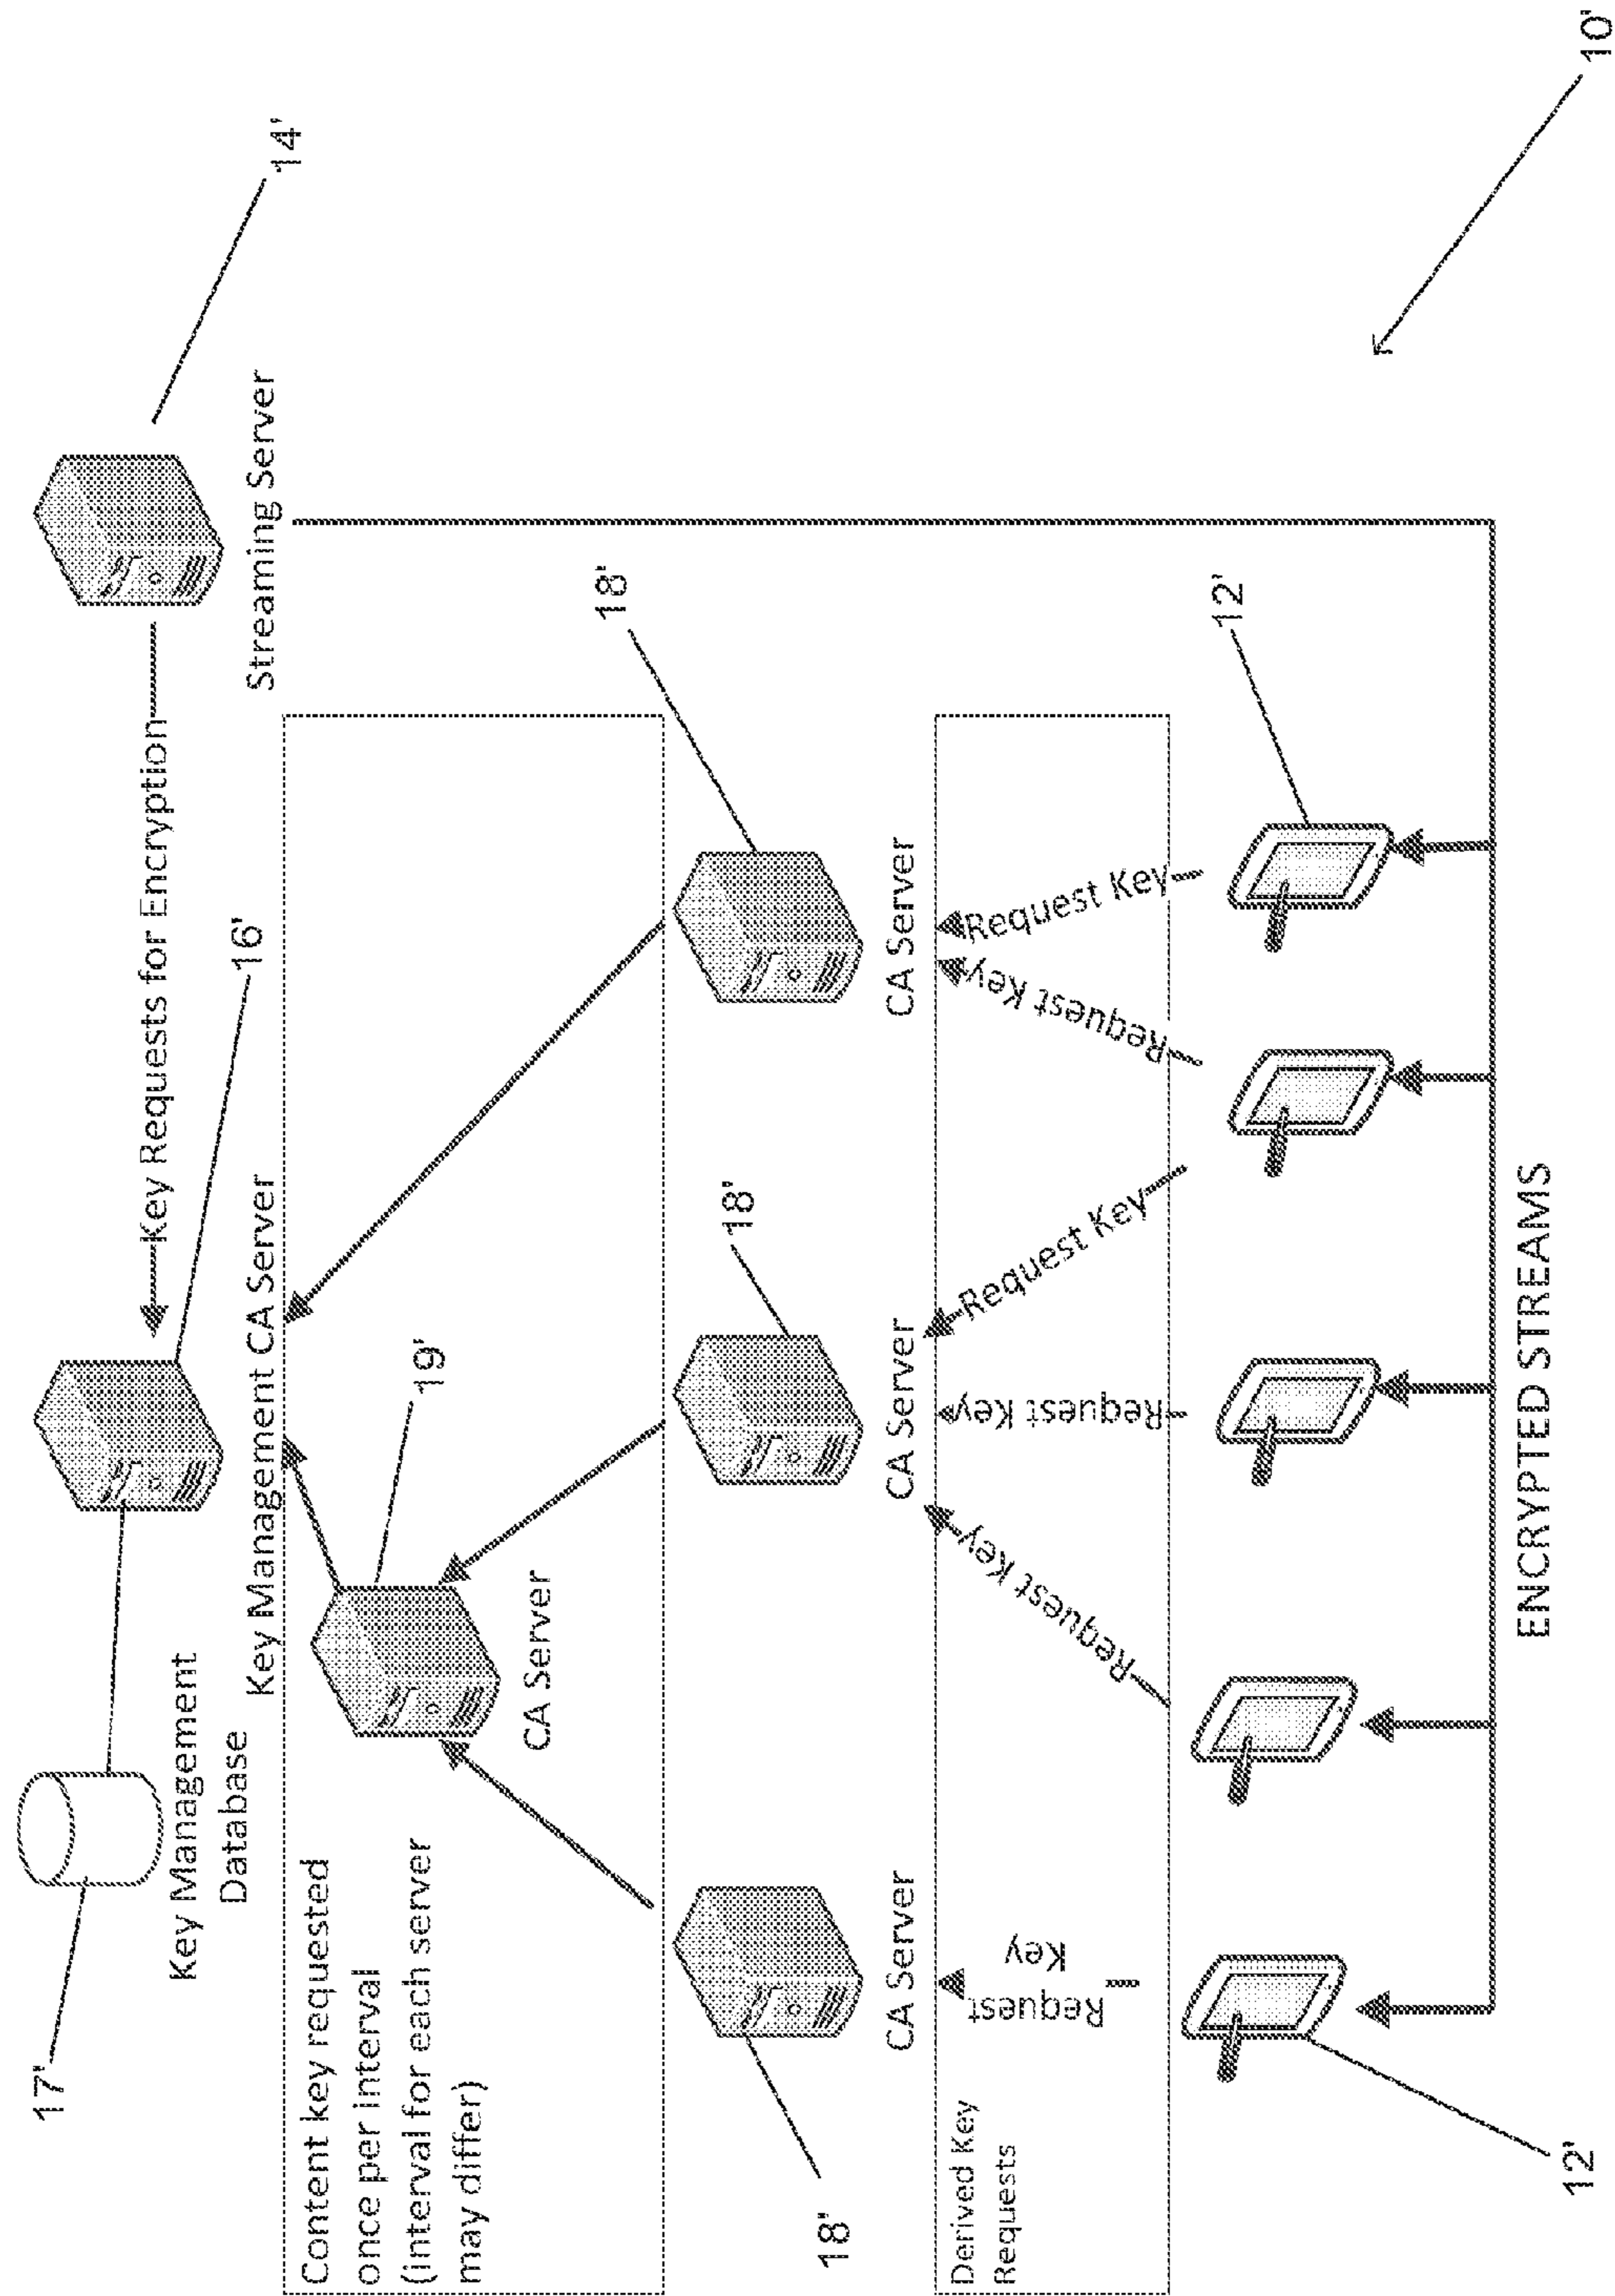 17'
Key Management
Database
16'
Key Management CA Server
Key Requests for Encryption
14'
Streaming Server
Content key requested
once per interval
(interval for each server
may differ)
19'
CA Server
18'
CA Server
18'
CA Server
18'
CA Server
Derived Key
Requests
Request
Key
Request Key
Request Key
Request Key
Request Key
Request Key
12'
12'
ENCRYPTED STREAMS
10'